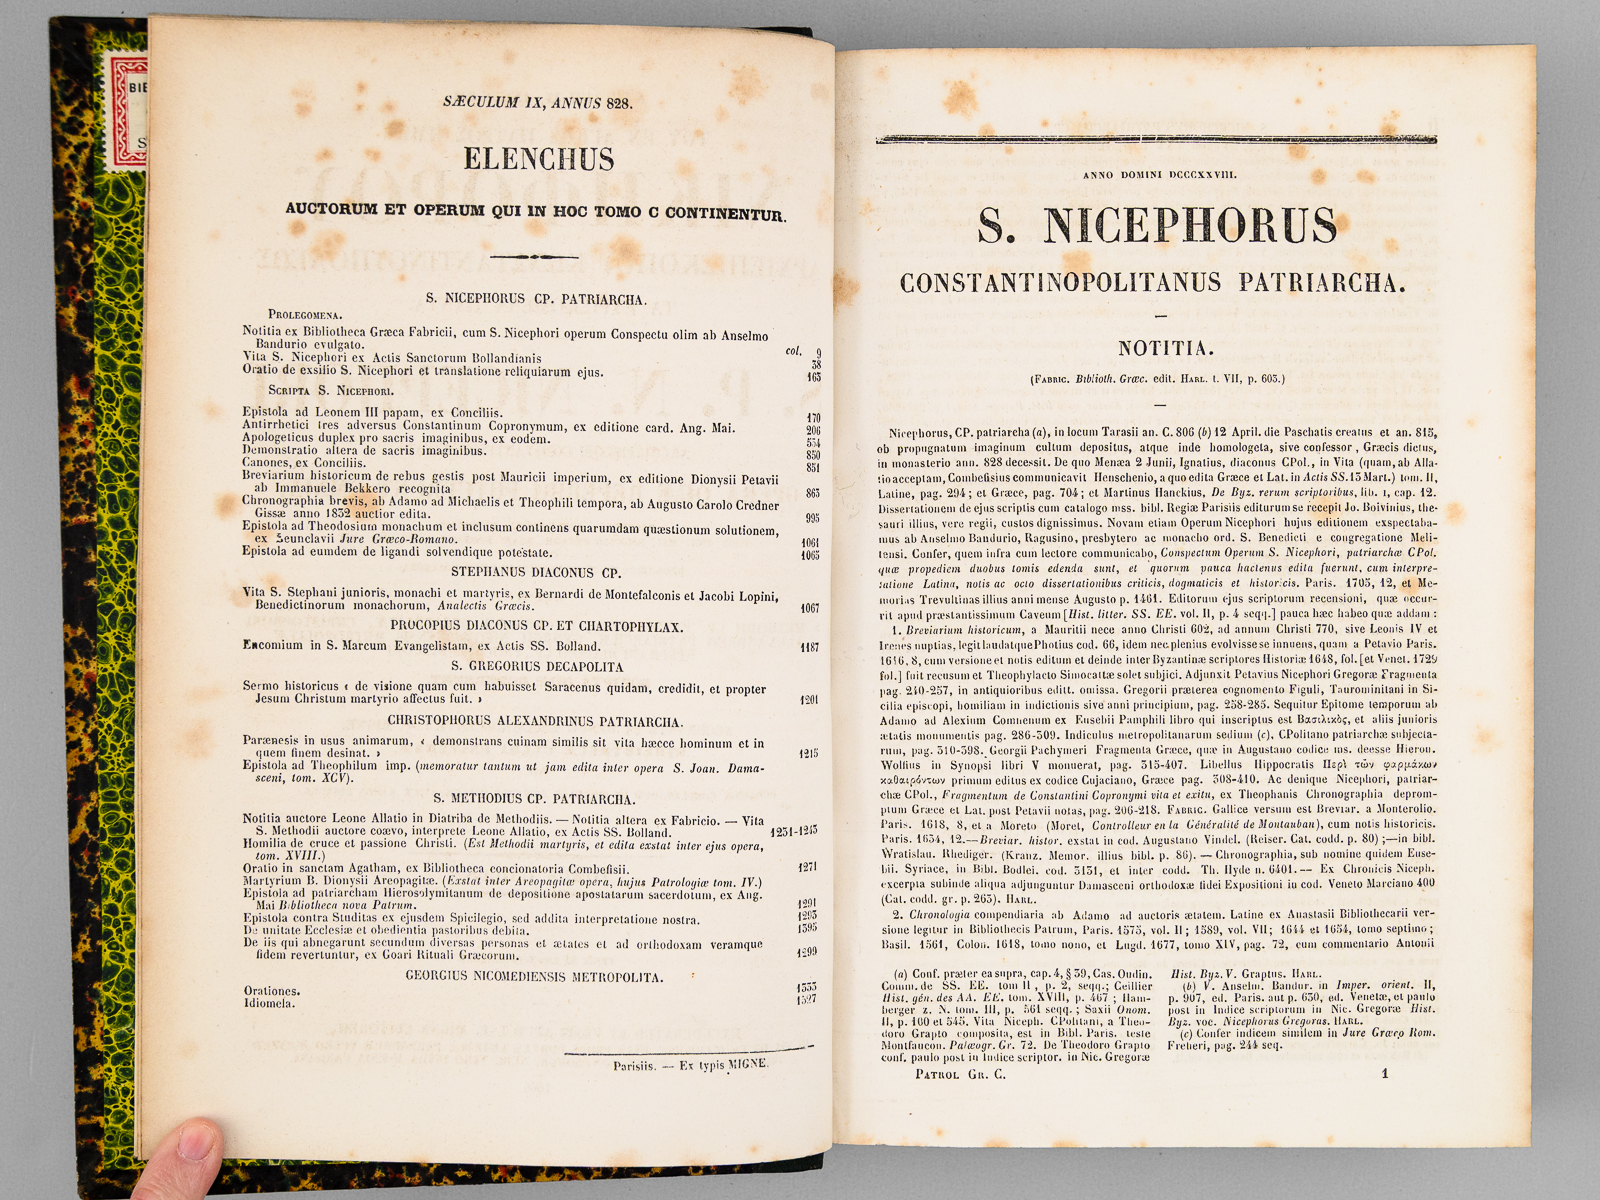 BIB
S
SÆCULUM IX, ANNUS 828.
ELENCHUS
AUCTORUM ET OPERUM QUI IN HOC TOMO C CONTINENTUR.
S. NICEPHORUS CP. PATRIARCHA.
PROLEGOMENA.
Notitia ex Bibliotheca Græca Fabricii, cum S. Nicephori operum Conspectu olim ab Anselmo
Bandurio evulgato. col. 9
Vita S. Nicephori ex Actis Sanctorum Bollandianis 38
Oratio de exsilio S. Nicephori et translatione reliquiarum ejus. 163
SCRIPTA S. NICEPHORI.
Epistola ad Leonem III papam, ex Conciliis. 170
Antirrhetici tres adversus Constantinum Copronymum, ex editione card. Ang. Mai. 206
Apologeticus duplex pro sacris imaginibus, ex eodem. 534
Demonstratio altera de sacris imaginibus. 850
Canones, ex Conciliis. 851
Breviarium historicum de rebus gestis post Mauricii imperium, ex editione Dionysii Petavii
ab Immanuele Bekkero recognita 863
Chronographia brevis, ab Adamo ad Michaelis et Theophili tempora, ab Augusto Carolo Credner
Gissæ anno 1832 auctior edita. 995
Epistola ad Theodosium monachum et inclusum continens quarumdam quæstionum solutionem,
ex Leunclavii Jure Græco-Romano. 1061
Epistola ad eumdem de ligandi solvendique potestate. 1065
STEPHANUS DIACONUS CP.
Vita S. Stephani junioris, monachi et martyris, ex Bernardi de Montefalconis et Jacobi Lopini,
Benedictinorum monachorum, Analectis Græcis. 1067
PROCOPIUS DIACONUS CP. ET CHARTOPHYLAX.
Encomium in S. Marcum Evangelistam, ex Actis SS. Bolland. 1187
S. GREGORIUS DECAPOLITA
Sermo historicus ‹ de visione quam cum habuisset Saracenus quidam, credidit, et propter
Jesum Christum martyrio affectus fuit. › 1201
CHRISTOPHORUS ALEXANDRINUS PATRIARCHA.
Parænesis in usus animarum, ‹ demonstrans cuinam similis sit vita hæcce hominum et in
quem finem desinat. › 1215
Epistola ad Theophilum imp. (memoratur tantum ut jam edita inter opera S. Joan. Dama-
sceni, tom. XCV).
S. METHODIUS CP. PATRIARCHA.
Notitia auctore Leone Allatio in Diatriba de Methodiis. — Notitia altera ex Fabricio. — Vita
S. Methodii auctore coævo, interprete Leone Allatio, ex Actis SS. Bolland. 1231-1243
Homilia de cruce et passione Christi. (Est Methodii martyris, et edita exstat inter ejus opera,
tom. XVIII.)
Oratio in sanctam Agatham, ex Bibliotheca concionatoria Combefisii. 1271
Martyrium B. Dionysii Areopagitæ. (Exstat inter Areopagitæ opera, hujus Patrologiæ tom. IV.)
Epistola ad patriarcham Hierosolymitanum de depositione apostatarum sacerdotum, ex Ang.
Mai Bibliotheca nova Patrum. 1291
Epistola contra Studitas ex ejusdem Spicilegio, sed addita interpretatione nostra. 1293
De unitate Ecclesiæ et obedientia pastoribus debita. 1395
De iis qui abnegarunt secundum diversas personas et ætates et ad orthodoxam veramque
fidem revertuntur, ex Goari Rituali Græcorum. 1299
GEORGIUS NICOMEDIENSIS METROPOLITA.
Orationes. 1333
Idiomela. 1527
Parisiis. — Ex typis MIGNE.
ANNO DOMINI DCCCXXVIII.
S. NICEPHORUS
CONSTANTINOPOLITANUS PATRIARCHA.
NOTITIA.
(FABRIC. Biblioth. Græc. edit. HARL. t. VII, p. 603.)
Nicephorus, CP. patriarcha (a), in locum Tarasii an. C. 806 (b) 12 April. die Paschatis creatus et an. 815,
ob propugnatum imaginum cultum depositus, atque inde homologeta, sive confessor, Græcis dictus,
in monasterio ann. 828 decessit. De quo Menæa 2 Junii, Ignatius, diaconus CPol., in Vita (quam, ab Alla-
tio acceptam, Combefisius communicavit Henschenio, a quo edita Græce et Lat. in Actis SS. 13 Mart.) tom. II,
Latine, pag. 294; et Græce, pag. 704; et Martinus Hanckius, De Byz. rerum scriptoribus, lib. I, cap. 12.
Dissertationem de ejus scriptis cum catalogo mss. bibl. Regiæ Parisiis editurum se recepit Jo. Boivinius, the-
sauri illius, vere regii, custos dignissimus. Novam etiam Operum Nicephori hujus editionem exspectaba-
mus ab Anselmo Bandurio, Ragusino, presbytero ac monacho ord. S. Benedicti e congregatione Meli-
tensi. Confer, quem infra cum lectore communicabo, Conspectum Operum S. Nicephori, patriarchæ CPol.
quæ propediem duobus tomis edenda sunt, et quorum pauca hactenus edita fuerunt, cum interpre-
tatione Latina, notis ac octo dissertationibus criticis, dogmaticis et historicis. Paris. 1705, 12, et Me-
morias Trevultinas illius anni mense Augusto p. 1461. Editorum ejus scriptorum recensioni, quæ occur-
rit apud præstantissimum Caveum [Hist. litter. SS. EE. vol. II, p. 4 seqq.] pauca hæc habeo quæ addam :
1. Breviarium historicum, a Mauritii nece anno Christi 602, ad annum Christi 770, sive Leonis IV et
Irenes nuptias, legit laudatque Photius cod. 66, idem nec plenius evolvisse se innuens, quam a Petavio Paris.
1616, 8, cum versione et notis editum et deinde inter Byzantinæ scriptores Historiæ 1648, fol. [et Venet. 1729
fol.] fuit recusum et Theophylacto Simocattæ solet subjici. Adjunxit Petavius Nicephori Gregoræ Fragmenta
pag. 240-257, in antiquioribus editt. omissa. Gregorii præterea cognomento Figuli, Taurominitani in Si-
cilia episcopi, homiliam in indictionis sive anni principium, pag. 258-285. Sequitur Epitome temporum ab
Adamo ad Alexium Comnenum ex Eusebii Pamphili libro qui inscriptus est Βασιλικὸς, et aliis junioris
ætatis monumentis pag. 286-309. Indiculus metropolitanarum sedium (c), CPolitano patriarchæ subjecta-
rum, pag. 310-398. Georgii Pachymeri Fragmenta Græce, quæ in Augustano codice ms. deesse Hieron.
Wolfius in Synopsi libri V monuerat, pag. 315-407. Libellus Hippocratis Περὶ τῶν φαρμάκων
καθαιρόντων primum editus ex codice Cujaciano, Græce pag. 308-410. Ac denique Nicephori, patriar-
chæ CPol., Fragmentum de Constantini Copronymi vita et exitu, ex Theophanis Chronographia deprom-
ptum Græce et Lat. post Petavii notas, pag. 206-218. FABRIC. Gallice versum est Breviar. a Monterolio.
Paris. 1618, 8, et a Moreto (Moret, Controlleur en la Généralité de Montauban), cum notis historicis.
Paris. 1634, 12.—Breviar. histor. exstat in cod. Augustano Vindel. (Reiser. Cat. codd. p. 80);—in bibl.
Wratislau. Rhediger. (Kranz. Memor. illius bibl. p. 86). — Chronographia, sub nomine quidem Euse-
bii. Syriace, in Bibl. Bodlei. cod. 3131, et inter codd. Th. Hyde n. 6401.— Ex Chronicis Niceph.
excerpta subinde aliqua adjunguntur Damasceni orthodoxæ fidei Expositioni in cod. Veneto Marciano 400
(Cat. codd. gr. p. 263). HARL.
2. Chronologia compendiaria ab Adamo ad auctoris ætatem. Latine ex Anastasii Bibliothecarii ver-
sione legitur in Bibliothecis Patrum, Paris. 1575, vol. II; 1589, vol. VII; 1644 et 1654, tomo septimo;
Basil. 1561, Colon. 1618, tomo nono, et Lugd. 1677, tomo XIV, pag. 72, cum commentario Antonii
(a) Conf. præter ea supra, cap. 4, § 39, Cas. Oudin.
Comm. de SS. EE. tom II, p. 2, seqq.; Ceillier
Hist. gén. des AA. EE. tom. XVIII, p. 467; Ham-
berger z. N. tom. III, p. 561 seqq.; Saxii Onom.
II, p. 100 et 545. Vita Niceph. CPolitani, a Theo-
doro Grapto composita, est in Bibl. Paris. teste
Montfaucon. Palæogr. Gr. 72. De Theodoro Grapto
conf. paulo post in Indice scriptor. in Nic. Gregoræ
Hist. Byz. V. Graptus. HARL.
(b) V. Anselm. Bandur. in Imper. orient. II,
p. 907, ed. Paris. aut p. 630, ed. Venetæ, et paulo
post in Indice scriptorum in Nic. Gregoræ Hist.
Byz. voc. Nicephorus Gregorus. HARL.
(c) Confer indicem similem in Jure Græco Rom.
Freheri, pag. 244 seq.
PATROL GR. C. 1